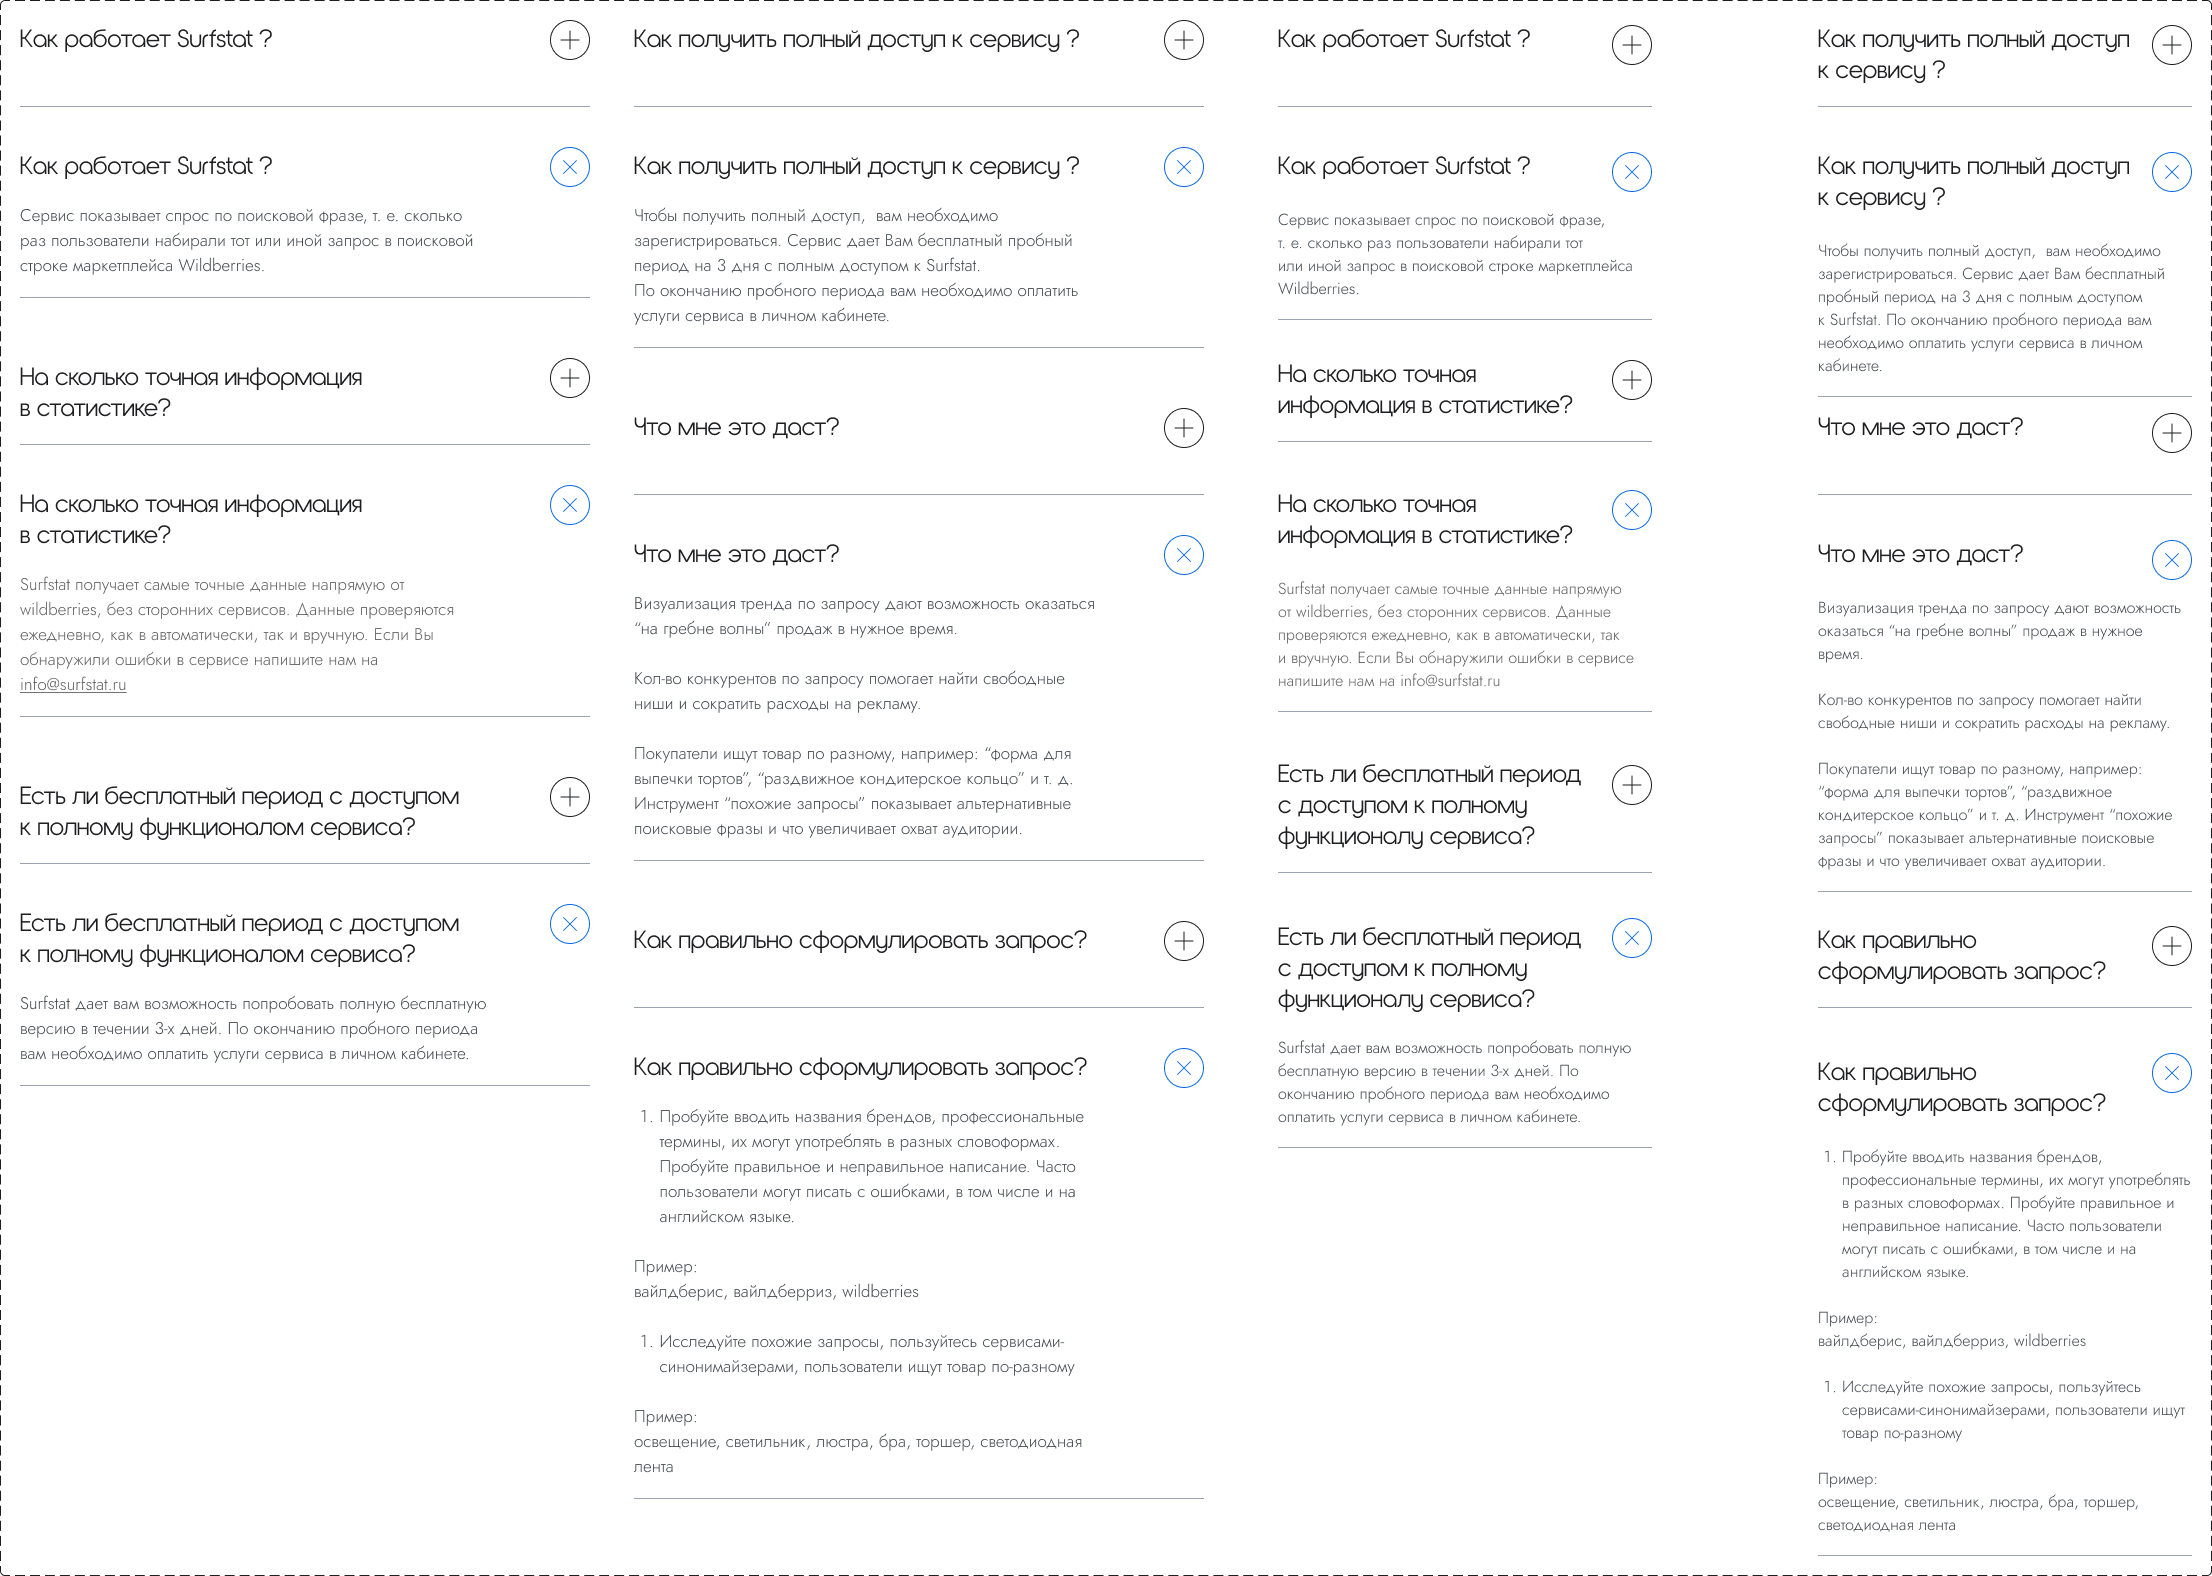 Как работает Surfstat ?
Как работает Surfstat ?
Сервис показывает спрос по поисковой фразе, т. е. сколько
раз пользователи набирали тот или иной запрос в поисковой
строке маркетплейса Wildberries.
На сколько точная информация
в статистике?
На сколько точная информация
в статистике?
Surfstat получает самые точные данные напрямую от
wildberries, без сторонних сервисов. Данные проверяются
ежедневно, как в автоматически, так и вручную. Если Вы
обнаружили ошибки в сервисе напишите нам на
info@surfstat.ru
Есть ли бесплатный период с доступом
к полному функционалом сервиса?
Есть ли бесплатный период с доступом
к полному функционалом сервиса?
Surfstat дает вам возможность попробовать полную бесплатную
версию в течении 3-х дней. По окончанию пробного периода
вам необходимо оплатить услуги сервиса в личном кабинете.
Как получить полный доступ к сервису ?
Как получить полный доступ к сервису ?
Чтобы получить полный доступ,  вам необходимо
зарегистрироваться. Сервис дает Вам бесплатный пробный
период на 3 дня с полным доступом к Surfstat.
По окончанию пробного периода вам необходимо оплатить
услуги сервиса в личном кабинете.
Что мне это даст?
Что мне это даст?
Визуализация тренда по запросу дают возможность оказаться
“на гребне волны” продаж в нужное время.
Кол-во конкурентов по запросу помогает найти свободные
ниши и сократить расходы на рекламу.
Покупатели ищут товар по разному, например: “форма для
выпечки тортов”, “раздвижное кондитерское кольцо” и т. д.
Инструмент “похожие запросы” показывает альтернативные
поисковые фразы и что увеличивает охват аудитории.
Как правильно сформулировать запрос?
Как правильно сформулировать запрос?
1. Пробуйте вводить названия брендов, профессиональные
термины, их могут употреблять в разных словоформах.
Пробуйте правильное и неправильное написание. Часто
пользователи могут писать с ошибками, в том числе и на
английском языке.
Пример:
вайлдберис, вайлдберриз, wildberries
1. Исследуйте похожие запросы, пользуйтесь сервисами-
синонимайзерами, пользователи ищут товар по-разному
Пример:
освещение, светильник, люстра, бра, торшер, светодиодная
лента
Как работает Surfstat ?
Как работает Surfstat ?
Сервис показывает спрос по поисковой фразе,
т. е. сколько раз пользователи набирали тот
или иной запрос в поисковой строке маркетплейса
Wildberries.
На сколько точная
информация в статистике?
На сколько точная
информация в статистике?
Surfstat получает самые точные данные напрямую
от wildberries, без сторонних сервисов. Данные
проверяются ежедневно, как в автоматически, так
и вручную. Если Вы обнаружили ошибки в сервисе
напишите нам на info@surfstat.ru
Есть ли бесплатный период
с доступом к полному
функционалу сервиса?
Есть ли бесплатный период
с доступом к полному
функционалу сервиса?
Surfstat дает вам возможность попробовать полную
бесплатную версию в течении 3-х дней. По
окончанию пробного периода вам необходимо
оплатить услуги сервиса в личном кабинете.
Как получить полный доступ
к сервису ?
Как получить полный доступ
к сервису ?
Чтобы получить полный доступ,  вам необходимо
зарегистрироваться. Сервис дает Вам бесплатный
пробный период на 3 дня с полным доступом
к Surfstat. По окончанию пробного периода вам
необходимо оплатить услуги сервиса в личном
кабинете.
Что мне это даст?
Что мне это даст?
Визуализация тренда по запросу дают возможность
оказаться “на гребне волны” продаж в нужное
время.
Кол-во конкурентов по запросу помогает найти
свободные ниши и сократить расходы на рекламу.
Покупатели ищут товар по разному, например:
“форма для выпечки тортов”, “раздвижное
кондитерское кольцо” и т. д. Инструмент “похожие
запросы” показывает альтернативные поисковые
фразы и что увеличивает охват аудитории.
Как правильно
сформулировать запрос?
Как правильно
сформулировать запрос?
1. Пробуйте вводить названия брендов,
профессиональные термины, их могут употреблять
в разных словоформах. Пробуйте правильное и
неправильное написание. Часто пользователи
могут писать с ошибками, в том числе и на
английском языке.
Пример:
вайлдберис, вайлдберриз, wildberries
1. Исследуйте похожие запросы, пользуйтесь
сервисами-синонимайзерами, пользователи ищут
товар по-разному
Пример:
освещение, светильник, люстра, бра, торшер,
светодиодная лента